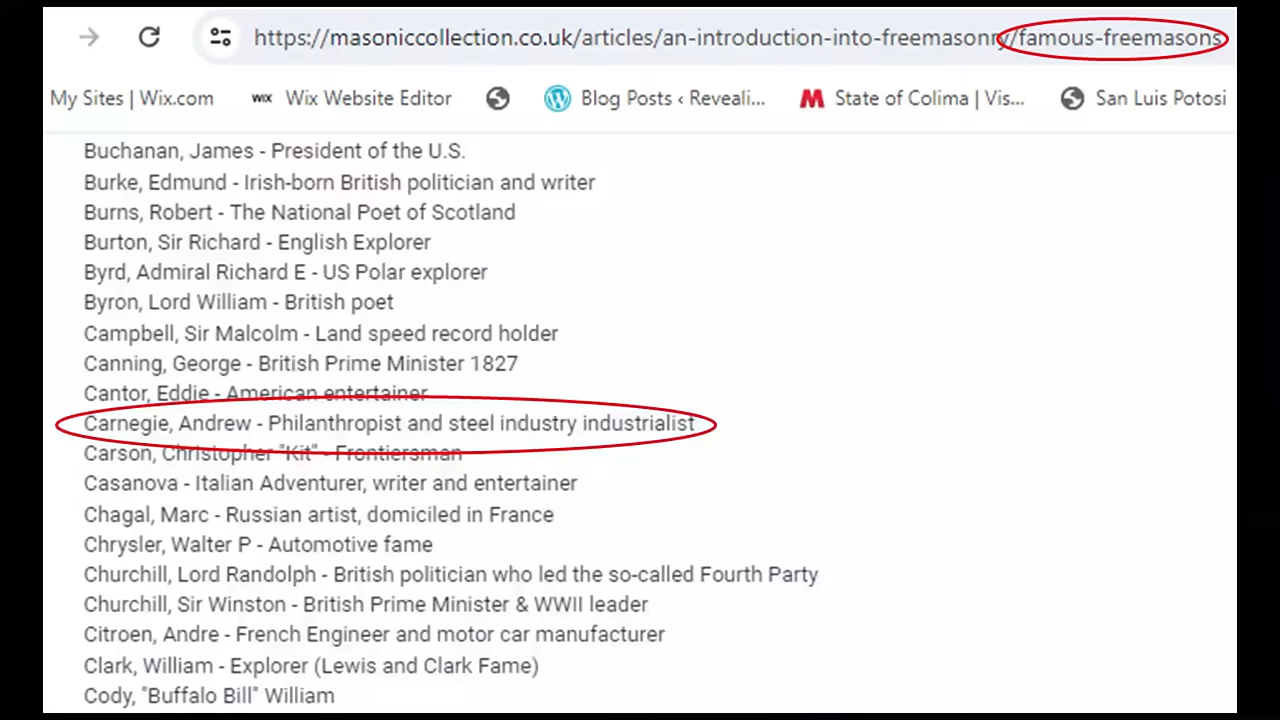 https://masoniccollection.co.uk/articles/an-introduction-into-freemasonry/famous-freemasons
My Sites | Wix.com WIX Wix Website Editor Blog Posts ‹ Reveali... State of Colima | Vis... San Luis Potosi
Buchanan, James - President of the U.S.
Burke, Edmund - Irish-born British politician and writer
Burns, Robert - The National Poet of Scotland
Burton, Sir Richard - English Explorer
Byrd, Admiral Richard E - US Polar explorer
Byron, Lord William - British poet
Campbell, Sir Malcolm - Land speed record holder
Canning, George - British Prime Minister 1827
Cantor, Eddie - American entertainer
Carnegie, Andrew - Philanthropist and steel industry industrialist
Carson, Christopher "Kit" - Frontiersman
Casanova - Italian Adventurer, writer and entertainer
Chagal, Marc - Russian artist, domiciled in France
Chrysler, Walter P - Automotive fame
Churchill, Lord Randolph - British politician who led the so-called Fourth Party
Churchill, Sir Winston - British Prime Minister & WWII leader
Citroen, Andre - French Engineer and motor car manufacturer
Clark, William - Explorer (Lewis and Clark Fame)
Cody, "Buffalo Bill" William